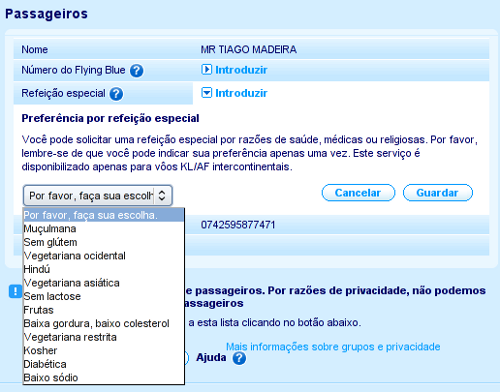 Passageiros
Nome MR TIAGO MADEIRA
Número do Flying Blue ? Introduzir
Refeição especial ? Introduzir
Preferência por refeição especial
Você pode solicitar uma refeição especial por razões de saúde, médicas ou religiosas. Por favor,
lembre-se de que você pode indicar sua preferência apenas uma vez. Este serviço é
disponibilizado apenas para vôos KL/AF intercontinentais.
Por favor, faça sua escolh
Cancelar Guardar
Por favor, faça sua escolha.
0742595877471
Muçulmana
Sem glútem
Vegetariana ocidental
Hindú
Vegetariana asiática
! e passageiros. Por razões de privacidade, não podemos
Sem lactose
assageiros
Frutas
Baixa gordura, baixo colesterol
a esta lista clicando no botão abaixo.
Vegetariana restrita
Mais informações sobre grupos e privacidade
Kosher
Ajuda ?
Diabética
Baixo sódio